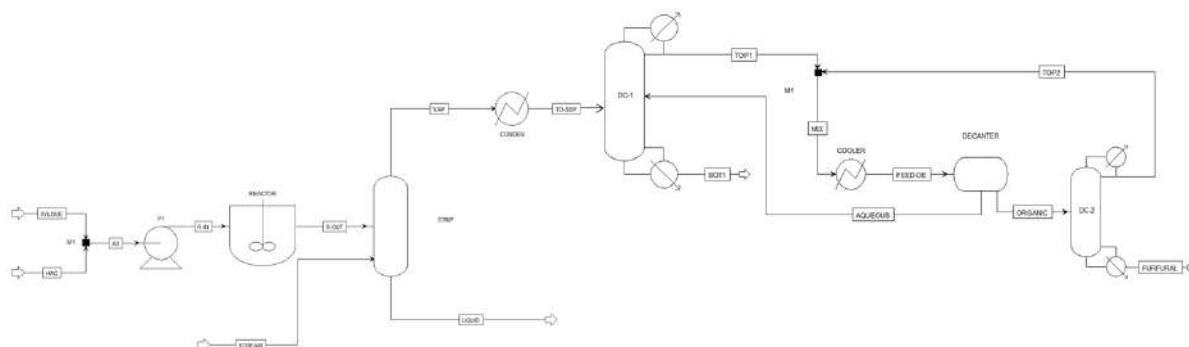 TOP1
TOP2
DC-1
M1
VAP
TO-SEP
MIX
DECANTER
CONDEN
COOLER
BOT1
FEED-DE
DC-2
REACTOR
AQUEOUS
ORGANIC
P1
XYLOSE
R-IN
R-OUT
STRIP
M1
A3
HAC
FURFURAL
LIQUID
STREAM